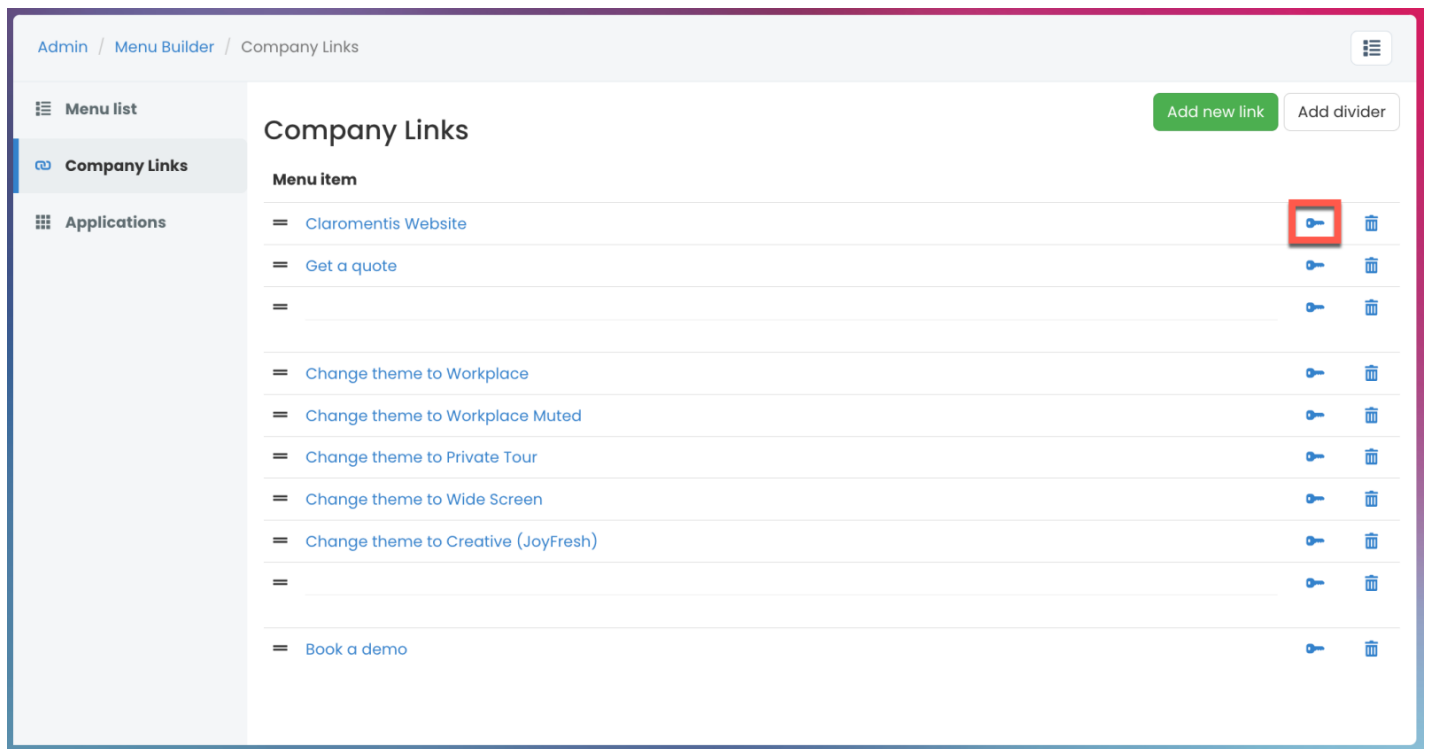 Admin / Menu Builder / Company Links
Menu list
Company Links
Applications
Add new link
Add divider
Company Links
Menu item
Claromentis Website
Get a quote
Change theme to Workplace
Change theme to Workplace Muted
Change theme to Private Tour
Change theme to Wide Screen
Change theme to Creative (JoyFresh)
Book a demo